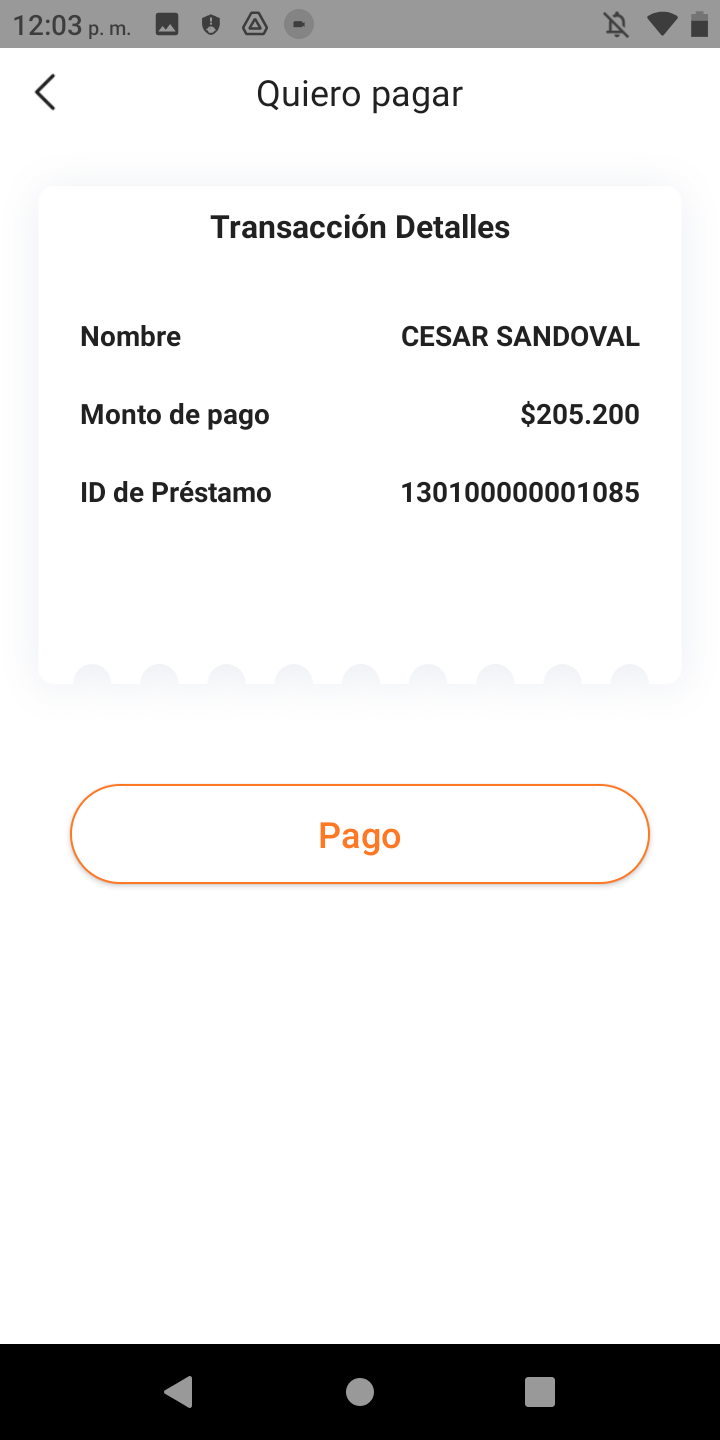 12:03 p. m.
Quiero pagar
Transacción Detalles
Nombre CESAR SANDOVAL
Monto de pago $205.200
ID de Préstamo 130100000001085
Pago